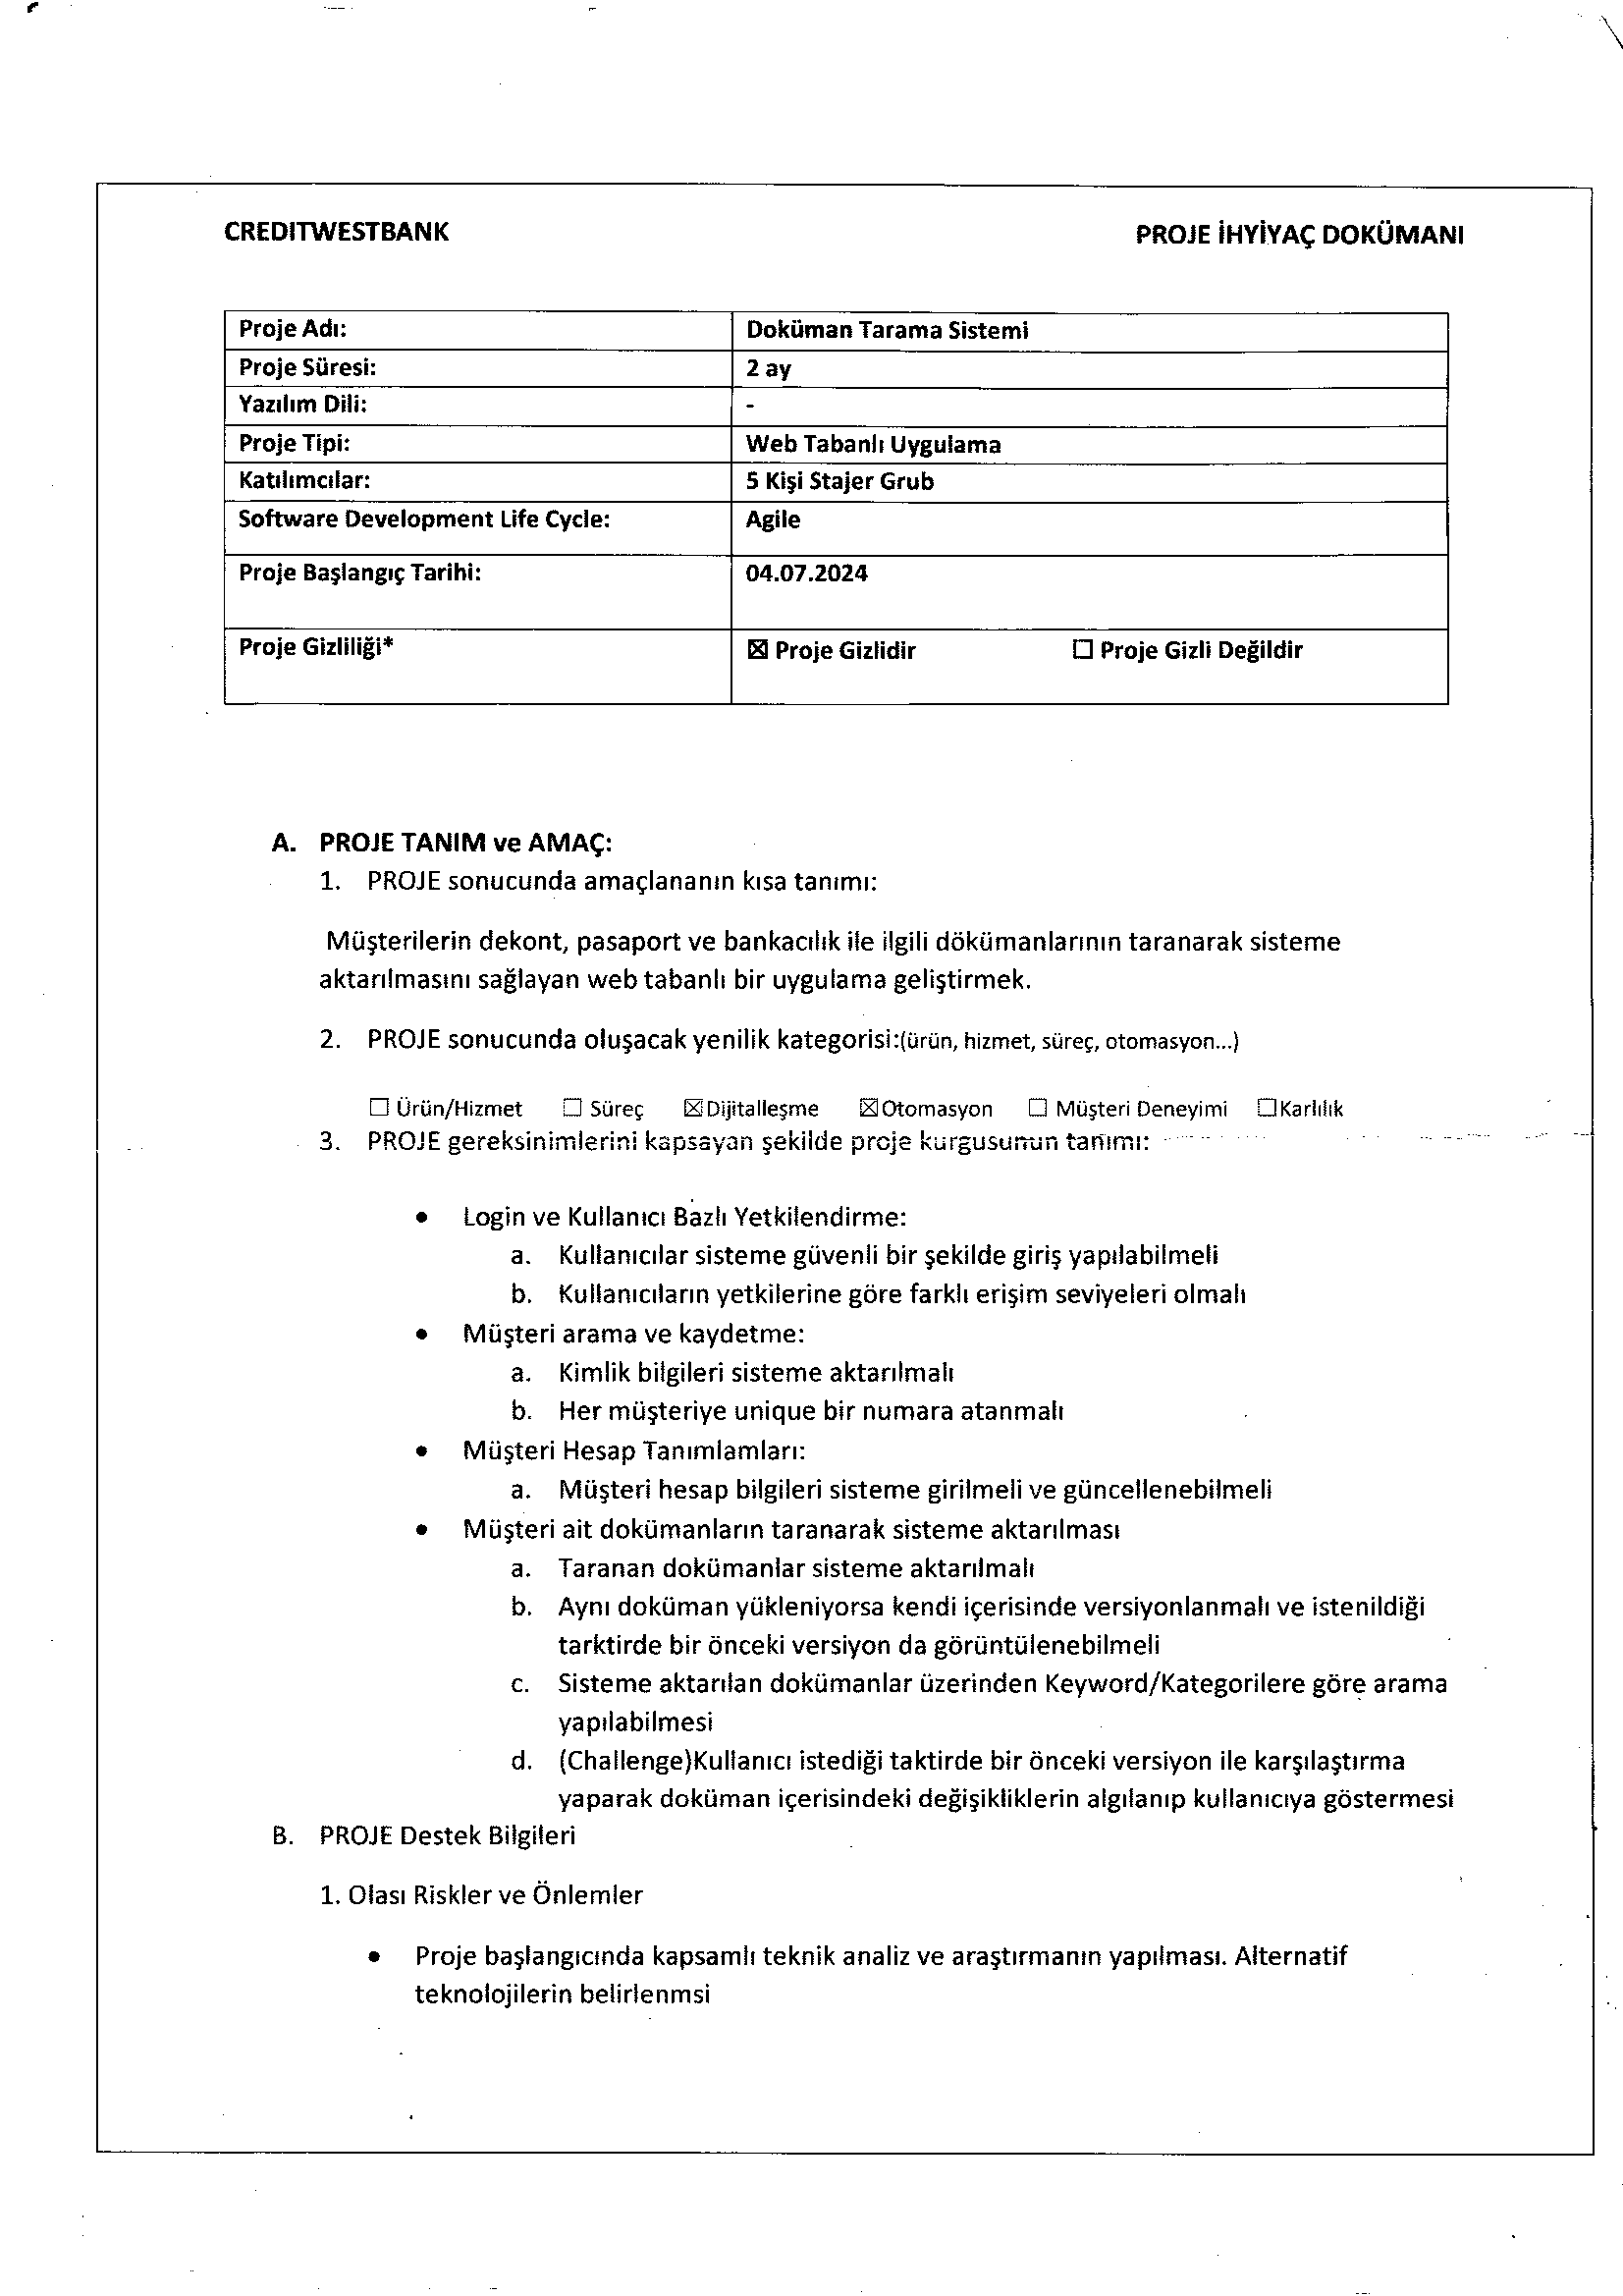 CREDITWESTBANK
PROJE İHYİYAÇ DOKÜMANI
Proje Adı: Doküman Tarama Sistemi
Proje Süresi: 2 ay
Yazılım Dili: -
Proje Tipi: Web Tabanlı Uygulama
Katılımcılar: 5 Kişi Stajer Grub
Software Development Life Cycle: Agile
Proje Başlangıç Tarihi: 04.07.2024
Proje Gizliliği* ☒ Proje Gizlidir ☐ Proje Gizli Değildir
A. PROJE TANIM ve AMAÇ:
1. PROJE sonucunda amaçlananın kısa tanımı:
Müşterilerin dekont, pasaport ve bankacılık ile ilgili dökümanlarının taranarak sisteme
aktarılmasını sağlayan web tabanlı bir uygulama geliştirmek.
2. PROJE sonucunda oluşacak yenilik kategorisi:(ürün, hizmet, süreç, otomasyon...)
☐ Ürün/Hizmet ☐ Süreç ☒ Dijitalleşme ☒ Otomasyon ☐ Müşteri Deneyimi ☐ Karlılık
3. PROJE gereksinimlerini kapsayan şekilde proje kurgusunun tanımı:
• Login ve Kullanıcı Bazlı Yetkilendirme:
a. Kullanıcılar sisteme güvenli bir şekilde giriş yapılabilmeli
b. Kullanıcıların yetkilerine göre farklı erişim seviyeleri olmalı
• Müşteri arama ve kaydetme:
a. Kimlik bilgileri sisteme aktarılmalı
b. Her müşteriye unique bir numara atanmalı
• Müşteri Hesap Tanımlamları:
a. Müşteri hesap bilgileri sisteme girilmeli ve güncellenebilmeli
• Müşteri ait dokümanların taranarak sisteme aktarılması
a. Taranan dokümanlar sisteme aktarılmalı
b. Aynı doküman yükleniyorsa kendi içerisinde versiyonlanmalı ve istenildiği
tarktirde bir önceki versiyon da görüntülenebilmeli
c. Sisteme aktarılan dokümanlar üzerinden Keyword/Kategorilere göre arama
yapılabilmesi
d. (Challenge)Kullanıcı istediği taktirde bir önceki versiyon ile karşılaştırma
yaparak doküman içerisindeki değişikliklerin algılanıp kullanıcıya göstermesi
B. PROJE Destek Bilgileri
1. Olası Riskler ve Önlemler
• Proje başlangıcında kapsamlı teknik analiz ve araştırmanın yapılması. Alternatif
teknolojilerin belirlenmsi